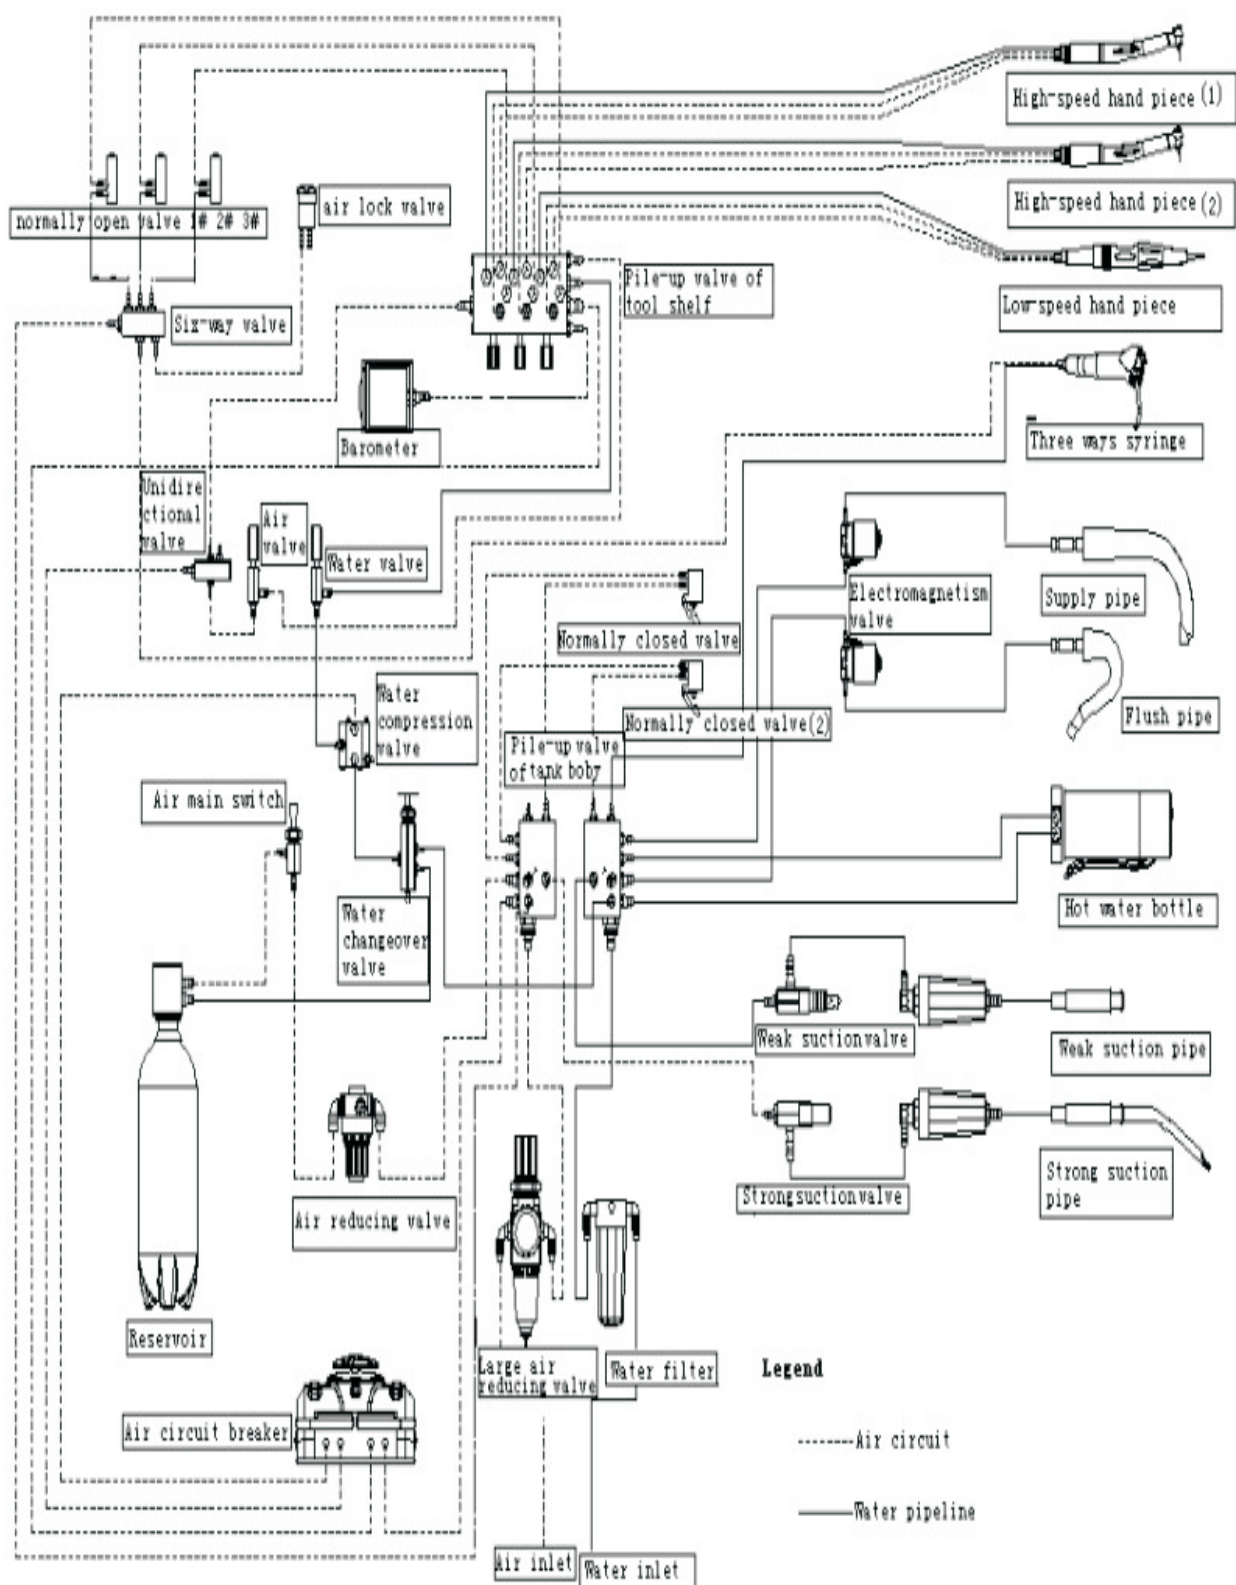 High-speed hand piece (1)
normally open valve 1# 2# 3#
air lock valve
High-speed hand piece (2)
Pile-up valve of
tool shelf
Six-way valve
Low-speed hand piece
Barometer
Three ways syringe
Unidire
ctional
valve
Air
valve
Water valve
Electromagnetism
valve
Supply pipe
Normally closed valve
Water
compression
valve
Normally closed valve(2)
Flush pipe
Pile-up valve
of tank boby
Air main switch
Water
changeover
valve
Hot water bottle
Weak suction valve
Weak suction pipe
Strong suction valve
Strong suction
pipe
Air reducing valve
Reservoir
Large air
reducing valve
Water filter
Legend
Air circuit breaker
Air circuit
Water pipeline
Air inlet
Water inlet